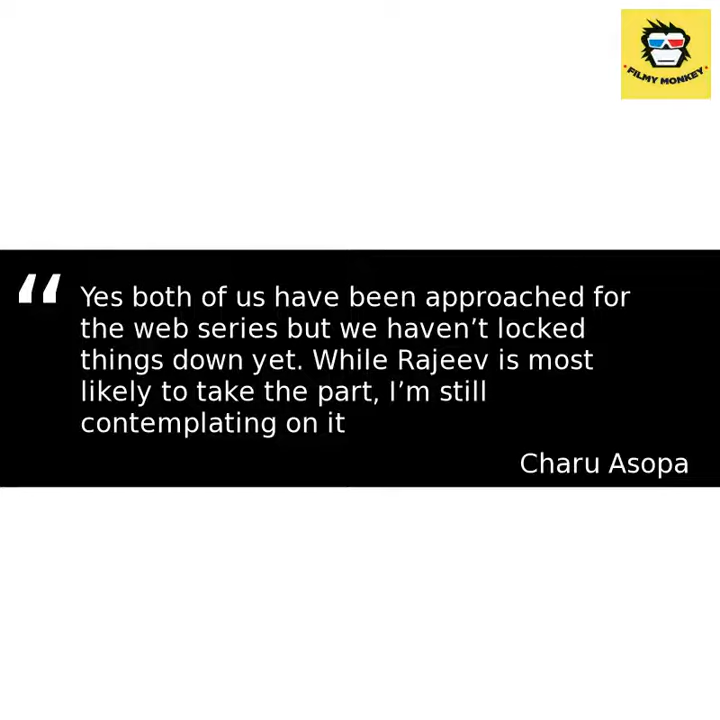 • FILMY MONKEY •
“
Yes both of us have been approached for
the web series but we haven’t locked
things down yet. While Rajeev is most
likely to take the part, I’m still
contemplating on it
Charu Asopa